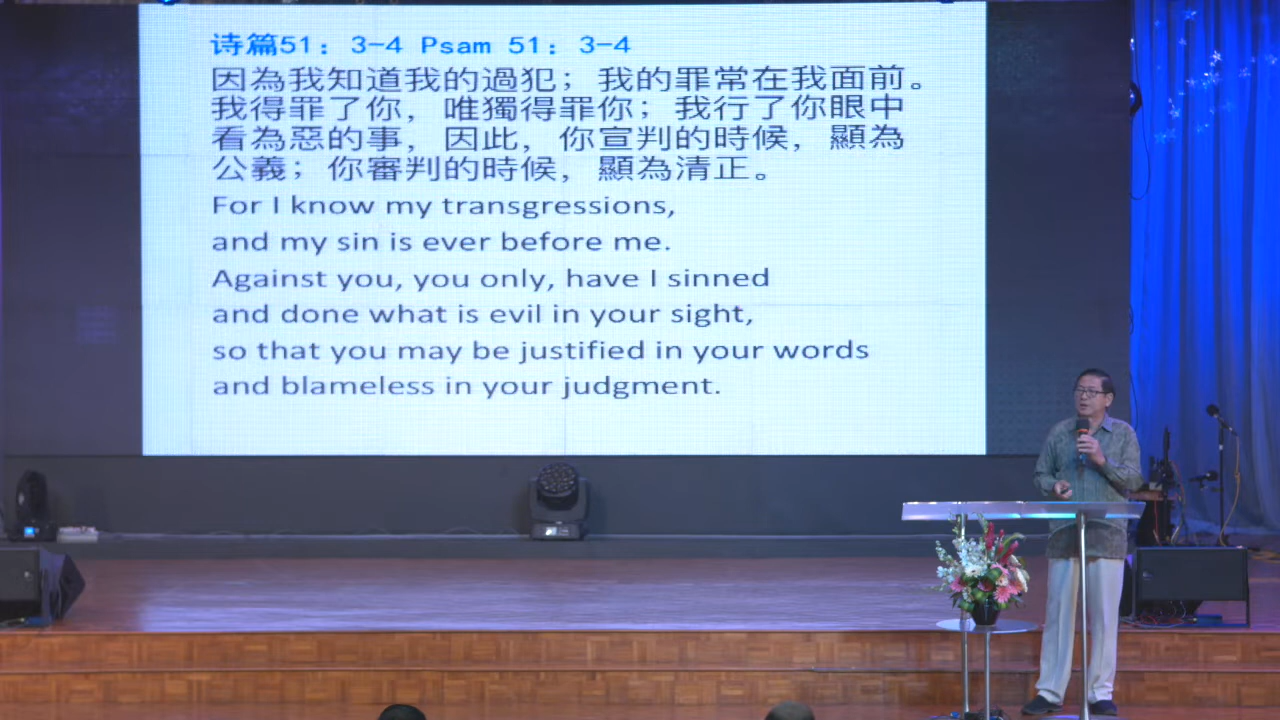 诗篇51：3-4 Psam 51：3-4
因為我知道我的過犯；我的罪常在我面前。
我得罪了你，唯獨得罪你；我行了你眼中
看為惡的事，因此，你宣判的時候，顯為
公義；你審判的時候，顯為清正。
For I know my transgressions,
and my sin is ever before me.
Against you, you only, have I sinned
and done what is evil in your sight,
so that you may be justified in your words
and blameless in your judgment.